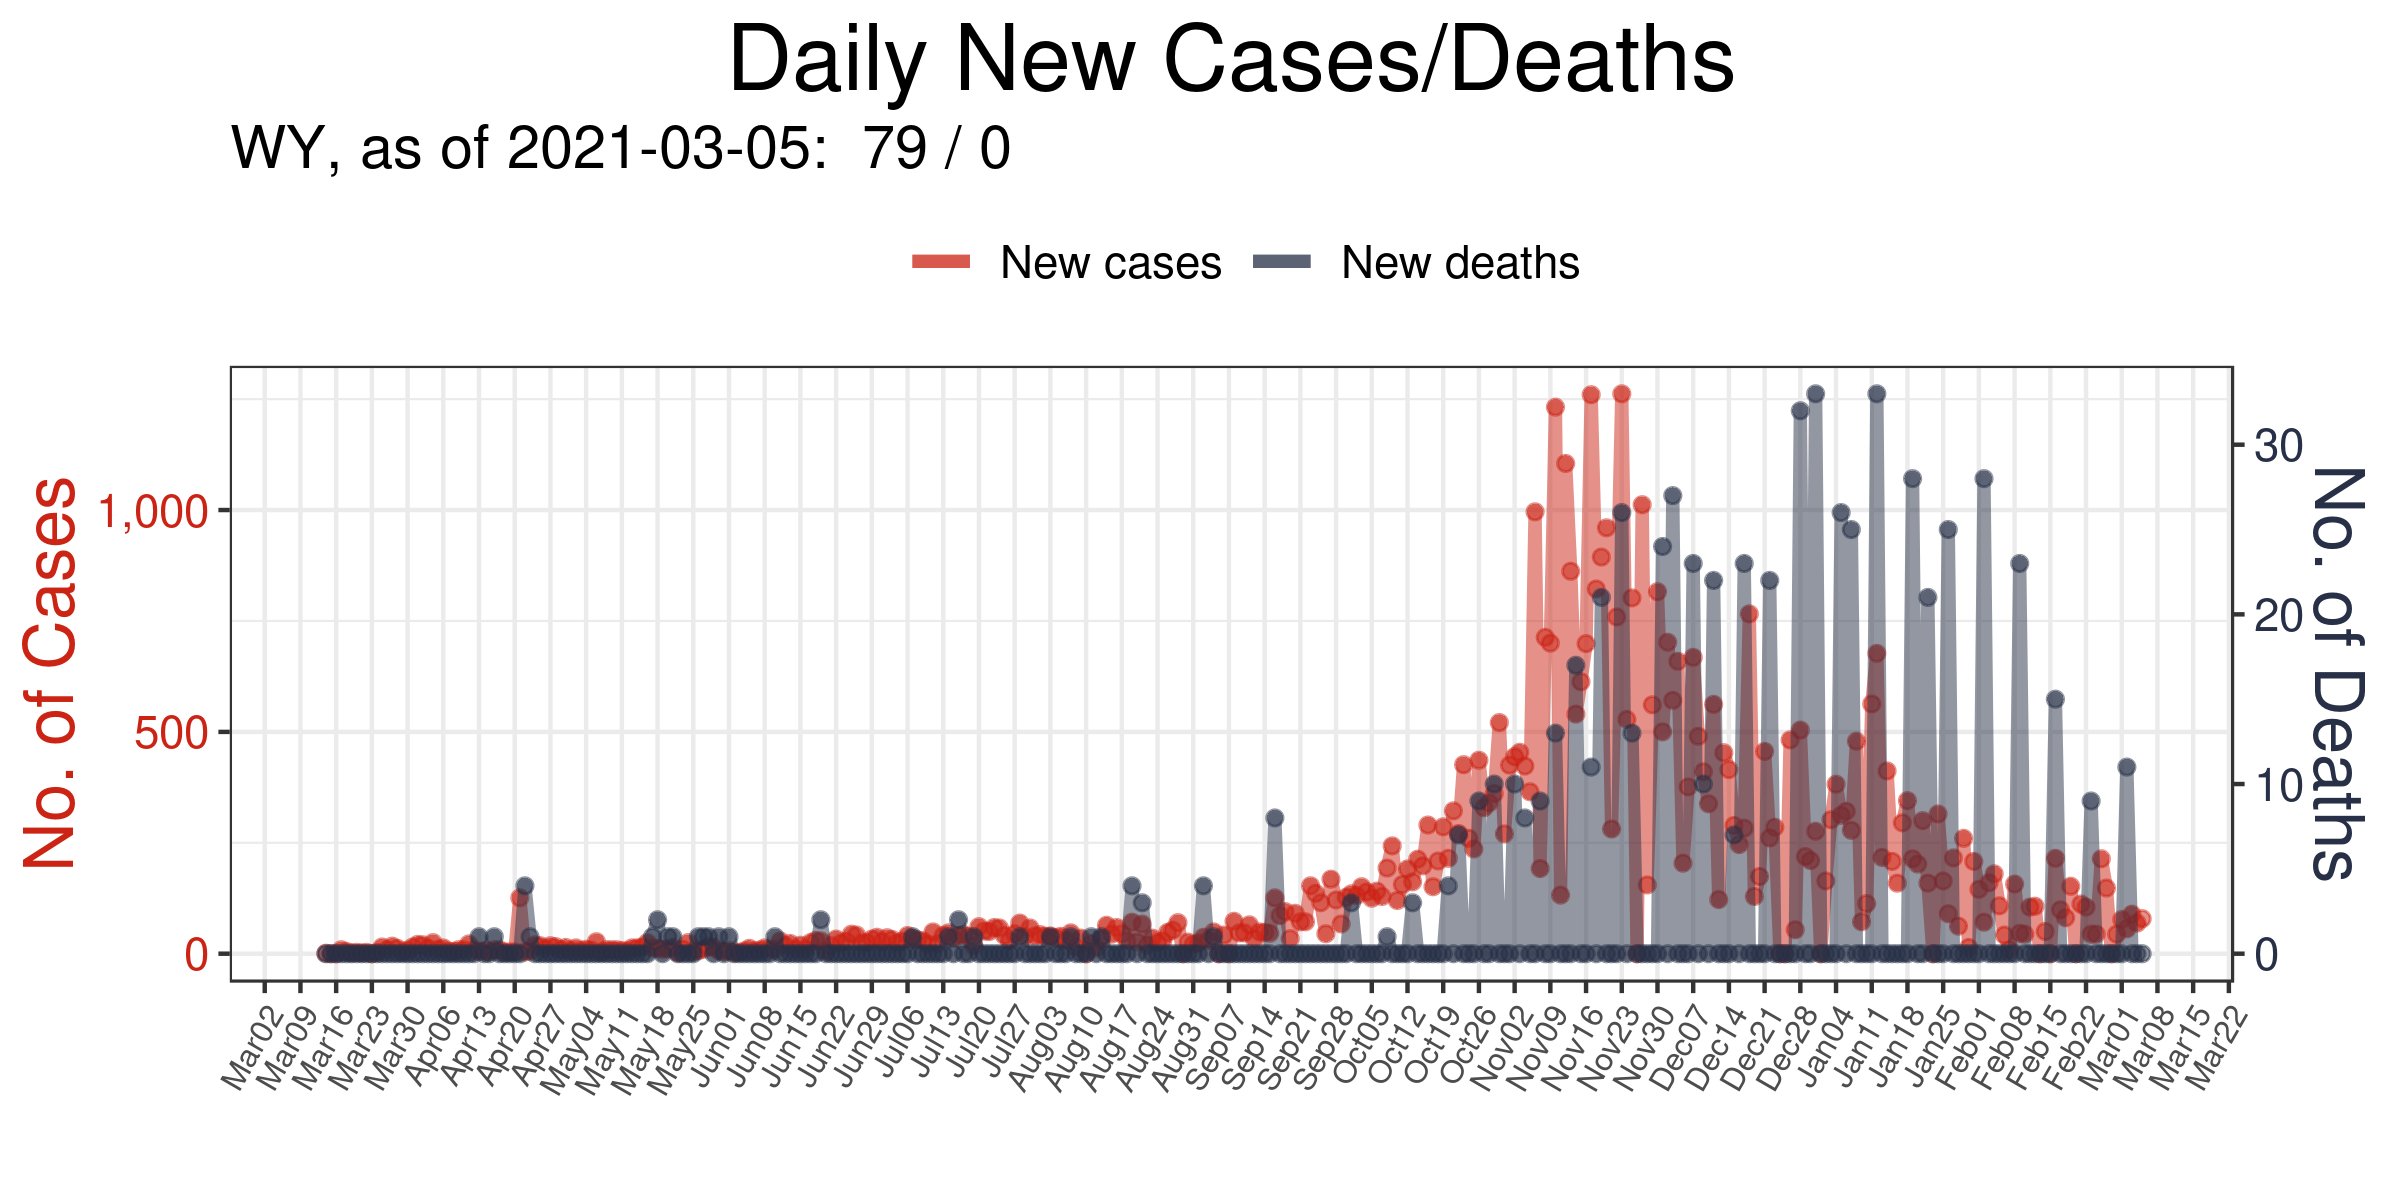 Daily New Cases/Deaths
WY, as of 2021-03-05:  79 / 0
New cases New deaths
No. of Cases
1,000
500
0
30
20
10
0
No. of Deaths
Mar02 Mar09 Mar16 Mar23 Mar30 Apr06 Apr13 Apr20 Apr27 May04 May11 May18 May25 Jun01 Jun08 Jun15 Jun22 Jun29 Jul06 Jul13 Jul20 Jul27 Aug03 Aug10 Aug17 Aug24 Aug31 Sep07 Sep14 Sep21 Sep28 Oct05 Oct12 Oct19 Oct26 Nov02 Nov09 Nov16 Nov23 Nov30 Dec07 Dec14 Dec21 Dec28 Dec04 Jan11 Jan18 Jan25 Jan25 Feb01 Feb08 Feb15 Feb22 Mar01 Mar08 Mar15 Mar22